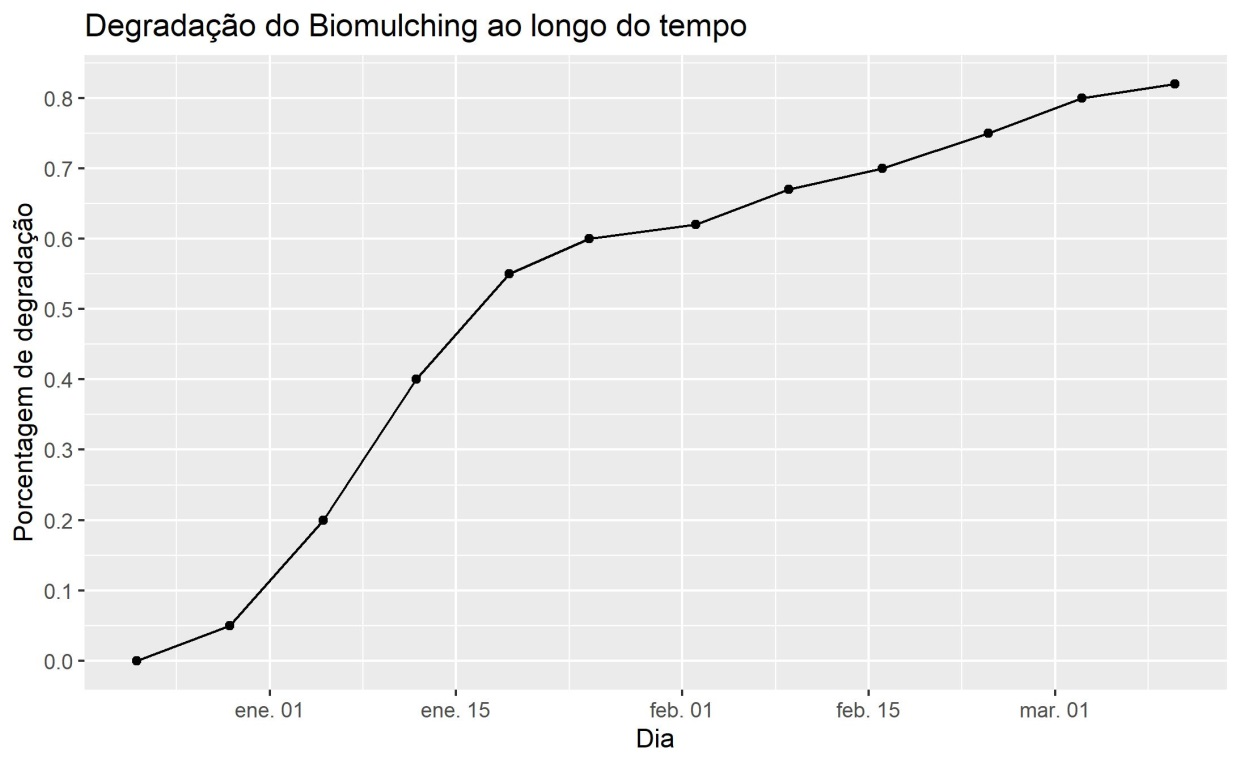 Degradação do Biomulching ao longo do tempo
Porcentagem de degradação
0.8
0.7
0.6
0.5
0.4
0.3
0.2
0.1
0.0
ene. 01 ene. 15 feb. 01 feb. 15 mar. 01
Dia